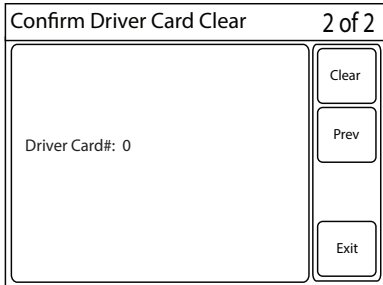 Confirm Driver Card Clear
2 of 2
Clear
Prev
Driver Card#: 0
Exit